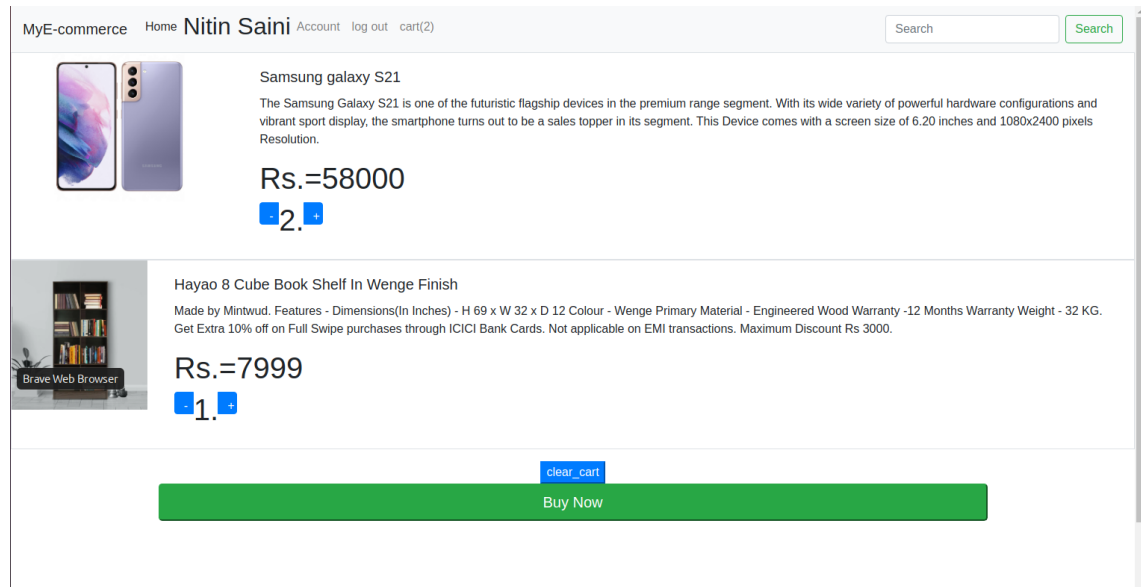 MyE-commerce Home Nitin Saini Account log out cart(2) Search Search
Samsung galaxy S21
The Samsung Galaxy S21 is one of the futuristic flagship devices in the premium range segment. With its wide variety of powerful hardware configurations and
vibrant sport display, the smartphone turns out to be a sales topper in its segment. This Device comes with a screen size of 6.20 inches and 1080x2400 pixels
Resolution.
Rs.=58000
- 2. +
Hayao 8 Cube Book Shelf In Wenge Finish
Made by Mintwud. Features - Dimensions(In Inches) - H 69 x W 32 x D 12 Colour - Wenge Primary Material - Engineered Wood Warranty -12 Months Warranty Weight - 32 KG.
Get Extra 10% off on Full Swipe purchases through ICICI Bank Cards. Not applicable on EMI transactions. Maximum Discount Rs 3000.
Rs.=7999
Brave Web Browser
- 1. +
clear_cart
Buy Now